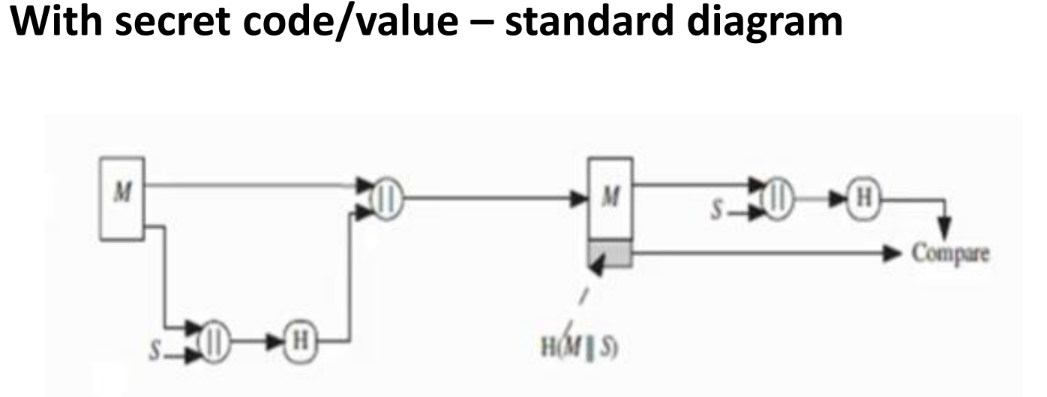 With secret code/value – standard diagram
M
||
M
S
||
H
Compare
S
||
H
H(M || S)